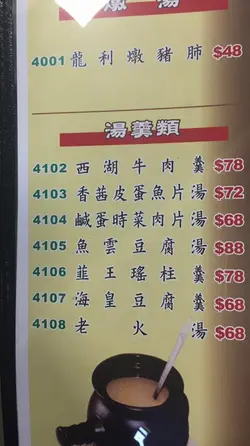 燉湯
4001 龍利燉豬肺 $48
湯羹類
4102 西湖牛肉羹 $78
4103 香茜皮蛋魚片湯 $72
4104 鹹蛋時菜肉片湯 $68
4105 魚雲豆腐湯 $88
4106 韮王瑤柱羹 $78
4107 海皇豆腐羹 $68
4108 老火湯 $68